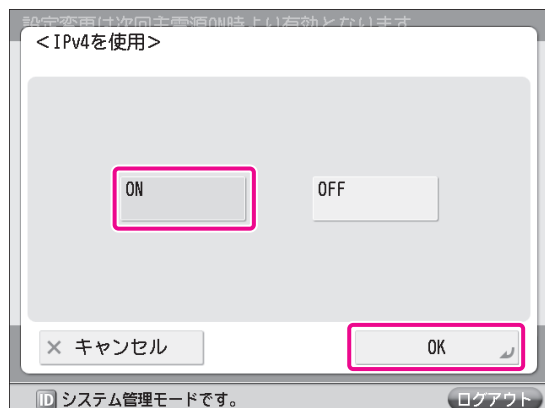 設定変更は次回主電源ON時より有効となります
<IPv4を使用>
ON
OFF
× キャンセル
OK
ID システム管理モードです。
ログアウト